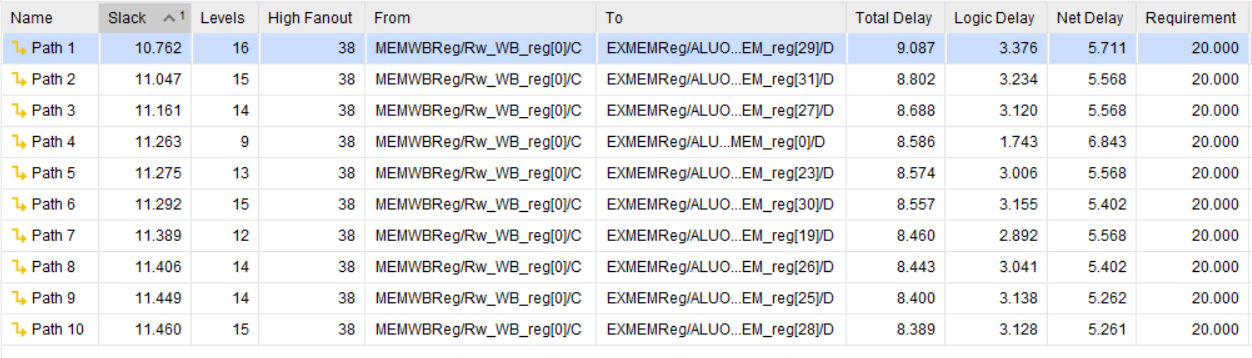 Name Slack 1 Levels High Fanout From To Total Delay Logic Delay Net Delay Requirement
Path 1 10.762 16 38 MEMWBReg/Rw_WB_reg[0]/C EXMEMReg/ALUO...EM_reg[29]/D 9.087 3.376 5.711 20.000
Path 2 11.047 15 38 MEMWBReg/Rw_WB_reg[0]/C EXMEMReg/ALUO...EM_reg[31]/D 8.802 3.234 5.568 20.000
Path 3 11.161 14 38 MEMWBReg/Rw_WB_reg[0]/C EXMEMReg/ALUO...EM_reg[27]/D 8.688 3.120 5.568 20.000
Path 4 11.263 9 38 MEMWBReg/Rw_WB_reg[0]/C EXMEMReg/ALU...MEM_reg[0]/D 8.586 1.743 6.843 20.000
Path 5 11.275 13 38 MEMWBReg/Rw_WB_reg[0]/C EXMEMReg/ALUO...EM_reg[23]/D 8.574 3.006 5.568 20.000
Path 6 11.292 15 38 MEMWBReg/Rw_WB_reg[0]/C EXMEMReg/ALUO...EM_reg[30]/D 8.557 3.155 5.402 20.000
Path 7 11.389 12 38 MEMWBReg/Rw_WB_reg[0]/C EXMEMReg/ALUO...EM_reg[19]/D 8.460 2.892 5.568 20.000
Path 8 11.406 14 38 MEMWBReg/Rw_WB_reg[0]/C EXMEMReg/ALUO...EM_reg[26]/D 8.443 3.041 5.402 20.000
Path 9 11.449 14 38 MEMWBReg/Rw_WB_reg[0]/C EXMEMReg/ALUO...EM_reg[25]/D 8.400 3.138 5.262 20.000
Path 10 11.460 15 38 MEMWBReg/Rw_WB_reg[0]/C EXMEMReg/ALUO...EM_reg[28]/D 8.389 3.128 5.261 20.000